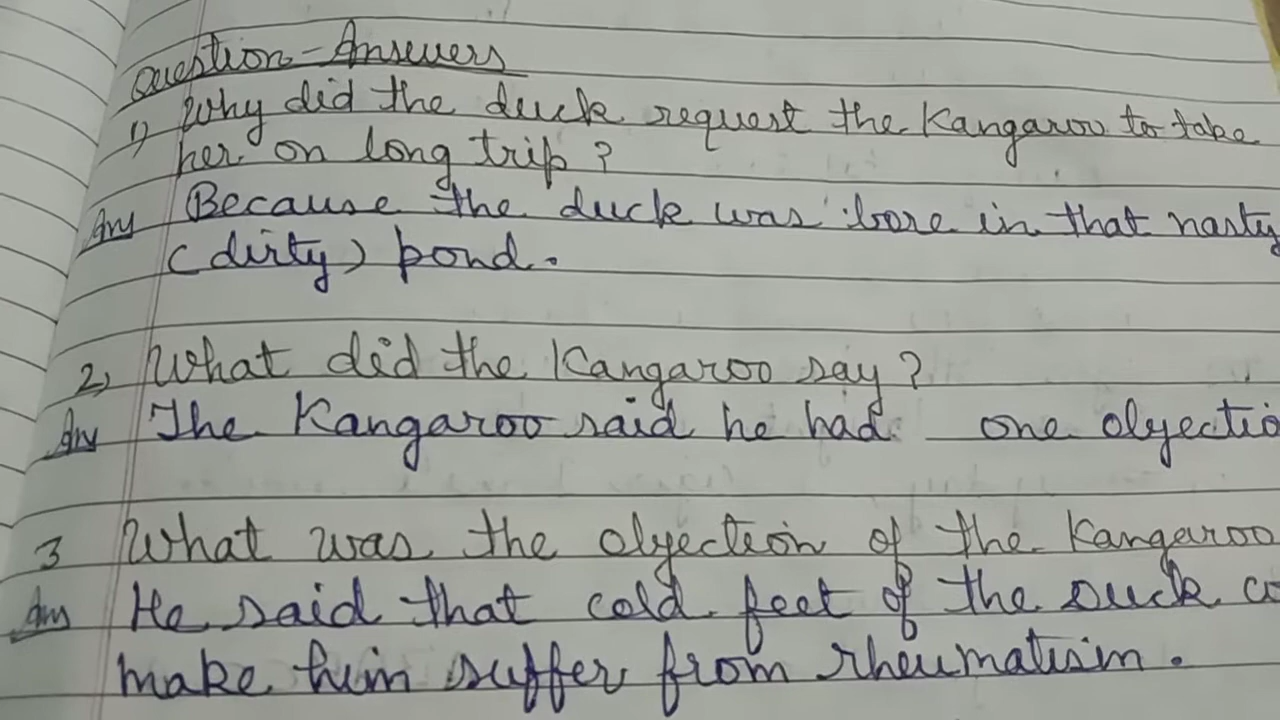 Question-Answers
1) Why did the duck request the Kangaroo to take
her on long trip?
Ans Because the duck was bore in that nasty
(dirty) pond.
2) What did the Kangaroo say?
Ans The Kangaroo said he had one objectio
3 What was the objection of the Kangaroo
Ans He said that cold feet of the duck co
make him suffer from rheumatism.